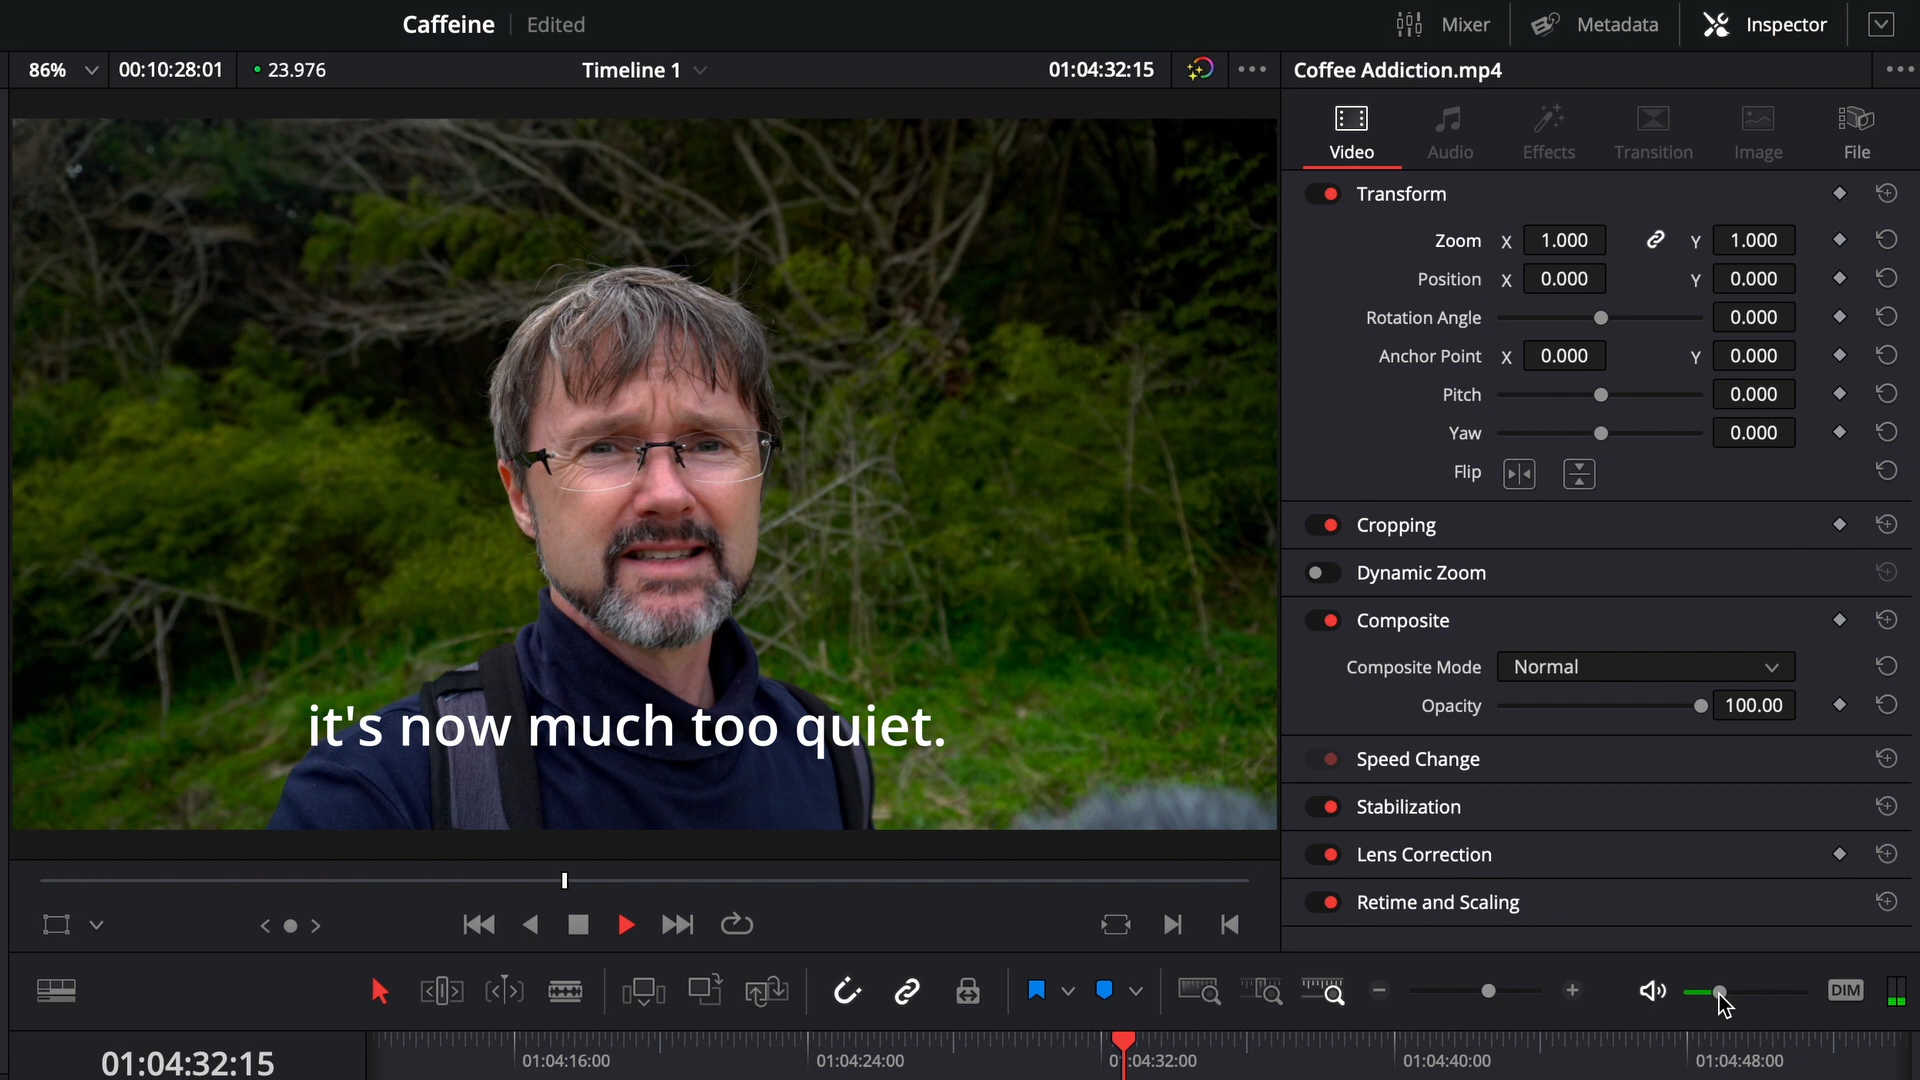 Caffeine
Edited
Mixer
Metadata
Inspector
86%
00:10:28:01
23.976
Timeline 1
01:04:32:15
Coffee Addiction.mp4
Video
Audio
Effects
Transition
Image
File
Transform
Zoom X 1.000 Y 1.000
Position X 0.000 Y 0.000
Rotation Angle 0.000
Anchor Point X 0.000 Y 0.000
Pitch 0.000
Yaw 0.000
Flip
Cropping
Dynamic Zoom
Composite
Composite Mode Normal
Opacity 100.00
Speed Change
Stabilization
Lens Correction
Retime and Scaling
it's now much too quiet.
DIM
01:04:32:15
01:04:16:00
01:04:24:00
01:04:32:00
01:04:40:00
01:04:48:00